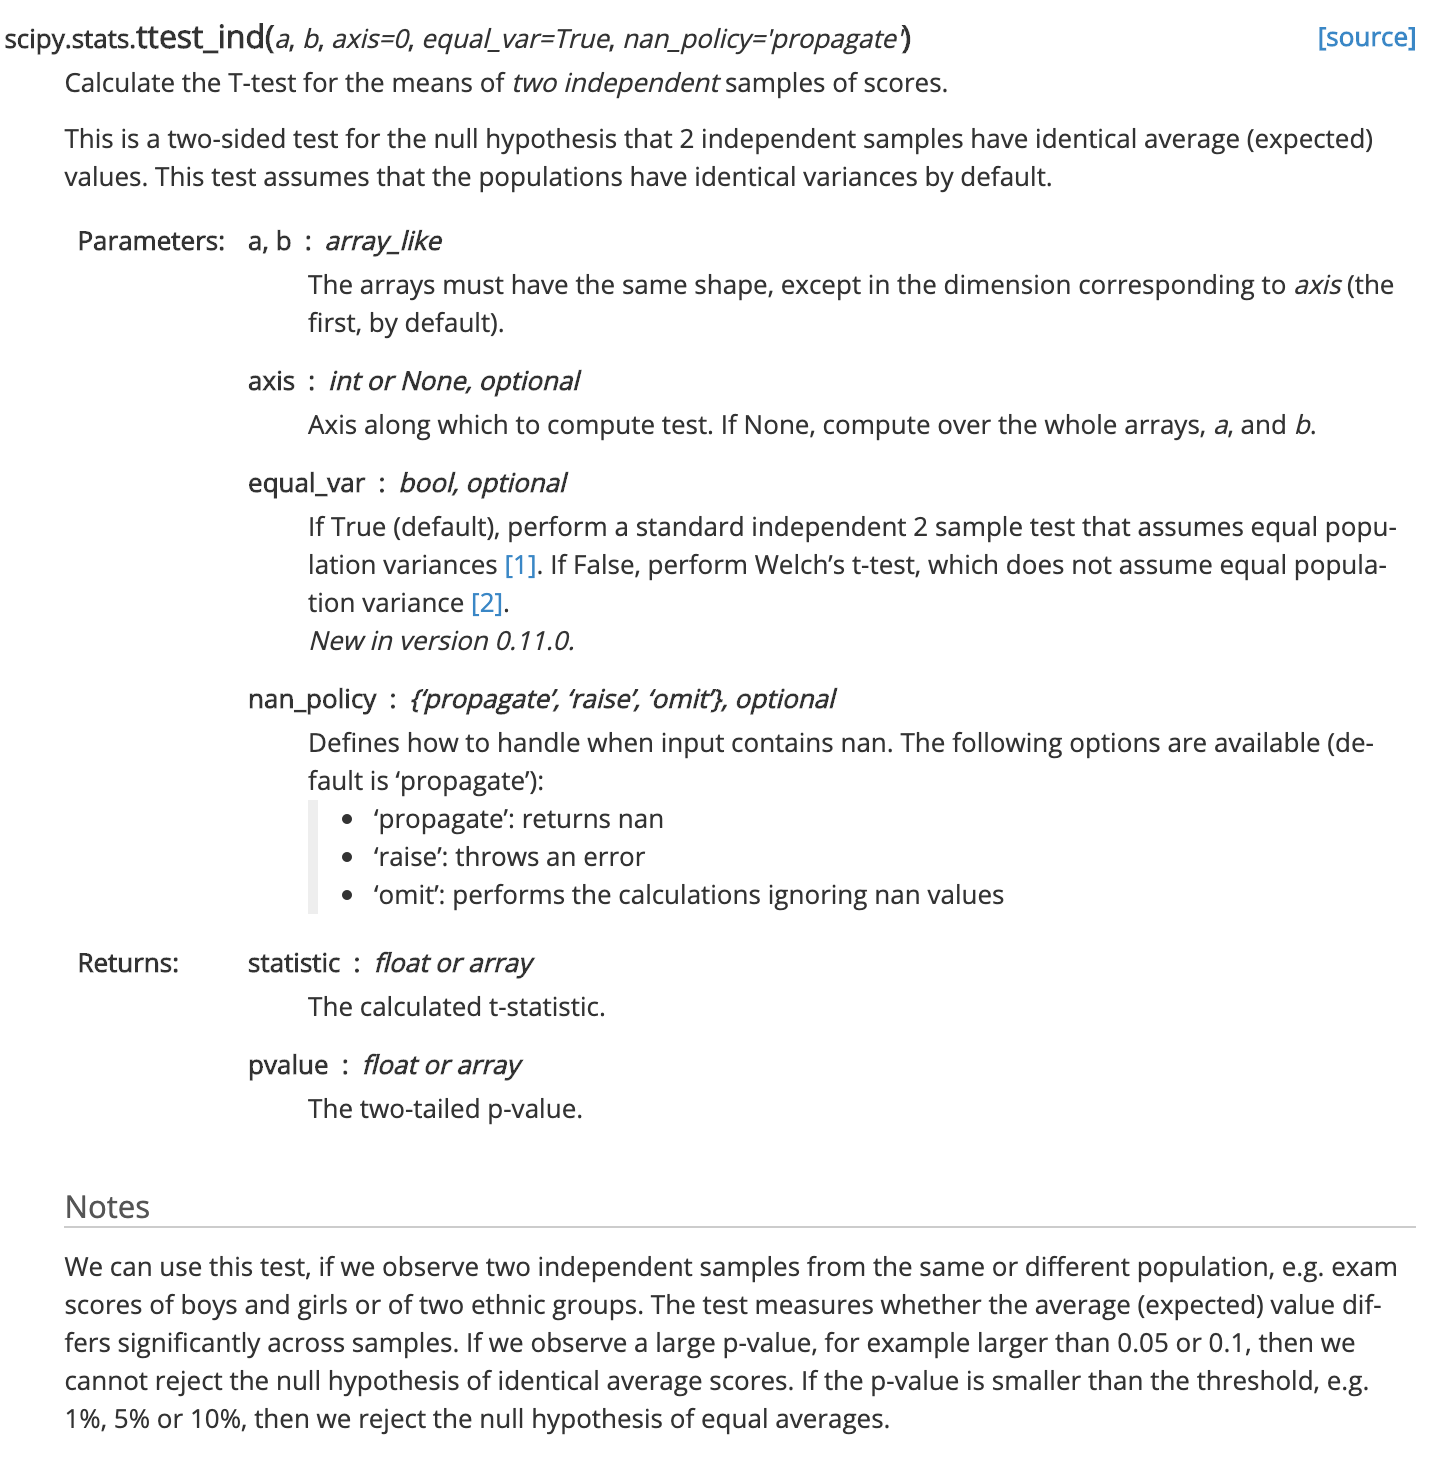 scipy.stats.ttest_ind(a, b, axis=0, equal_var=True, nan_policy='propagate') [source]
Calculate the T-test for the means of two independent samples of scores.
This is a two-sided test for the null hypothesis that 2 independent samples have identical average (expected)
values. This test assumes that the populations have identical variances by default.
Parameters: a, b : array_like
The arrays must have the same shape, except in the dimension corresponding to axis (the
first, by default).
axis : int or None, optional
Axis along which to compute test. If None, compute over the whole arrays, a, and b.
equal_var : bool, optional
If True (default), perform a standard independent 2 sample test that assumes equal popu-
lation variances [1]. If False, perform Welch’s t-test, which does not assume equal popula-
tion variance [2].
New in version 0.11.0.
nan_policy : {‘propagate’, ‘raise’, ‘omit’}, optional
Defines how to handle when input contains nan. The following options are available (de-
fault is ‘propagate’):
• ‘propagate’: returns nan
• ‘raise’: throws an error
• ‘omit’: performs the calculations ignoring nan values
Returns: statistic : float or array
The calculated t-statistic.
pvalue : float or array
The two-tailed p-value.
Notes
We can use this test, if we observe two independent samples from the same or different population, e.g. exam
scores of boys and girls or of two ethnic groups. The test measures whether the average (expected) value dif-
fers significantly across samples. If we observe a large p-value, for example larger than 0.05 or 0.1, then we
cannot reject the null hypothesis of identical average scores. If the p-value is smaller than the threshold, e.g.
1%, 5% or 10%, then we reject the null hypothesis of equal averages.